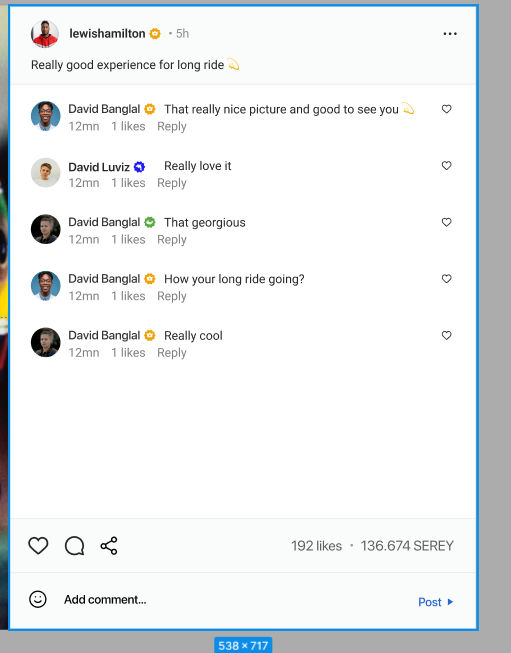 lewishamilton • 5h
Really good experience for long ride 💫
David Banglal That really nice picture and good to see you 💫
12mn 1 likes Reply
David Luviz Really love it
12mn 1 likes Reply
David Banglal That georgious
12mn 1 likes Reply
David Banglal How your long ride going?
12mn 1 likes Reply
David Banglal Really cool
12mn 1 likes Reply
192 likes • 136.674 SEREY
Add comment...
Post
538 × 717